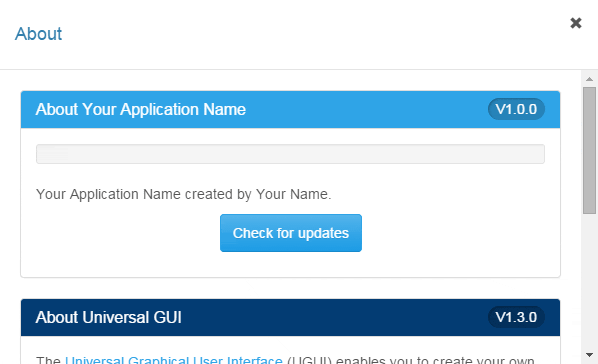 About
About Your Application Name V1.0.0
Your Application Name created by Your Name.
Check for updates
About Universal GUI V1.3.0
The Universal Graphical User Interface (UGUI) enables you to create your own